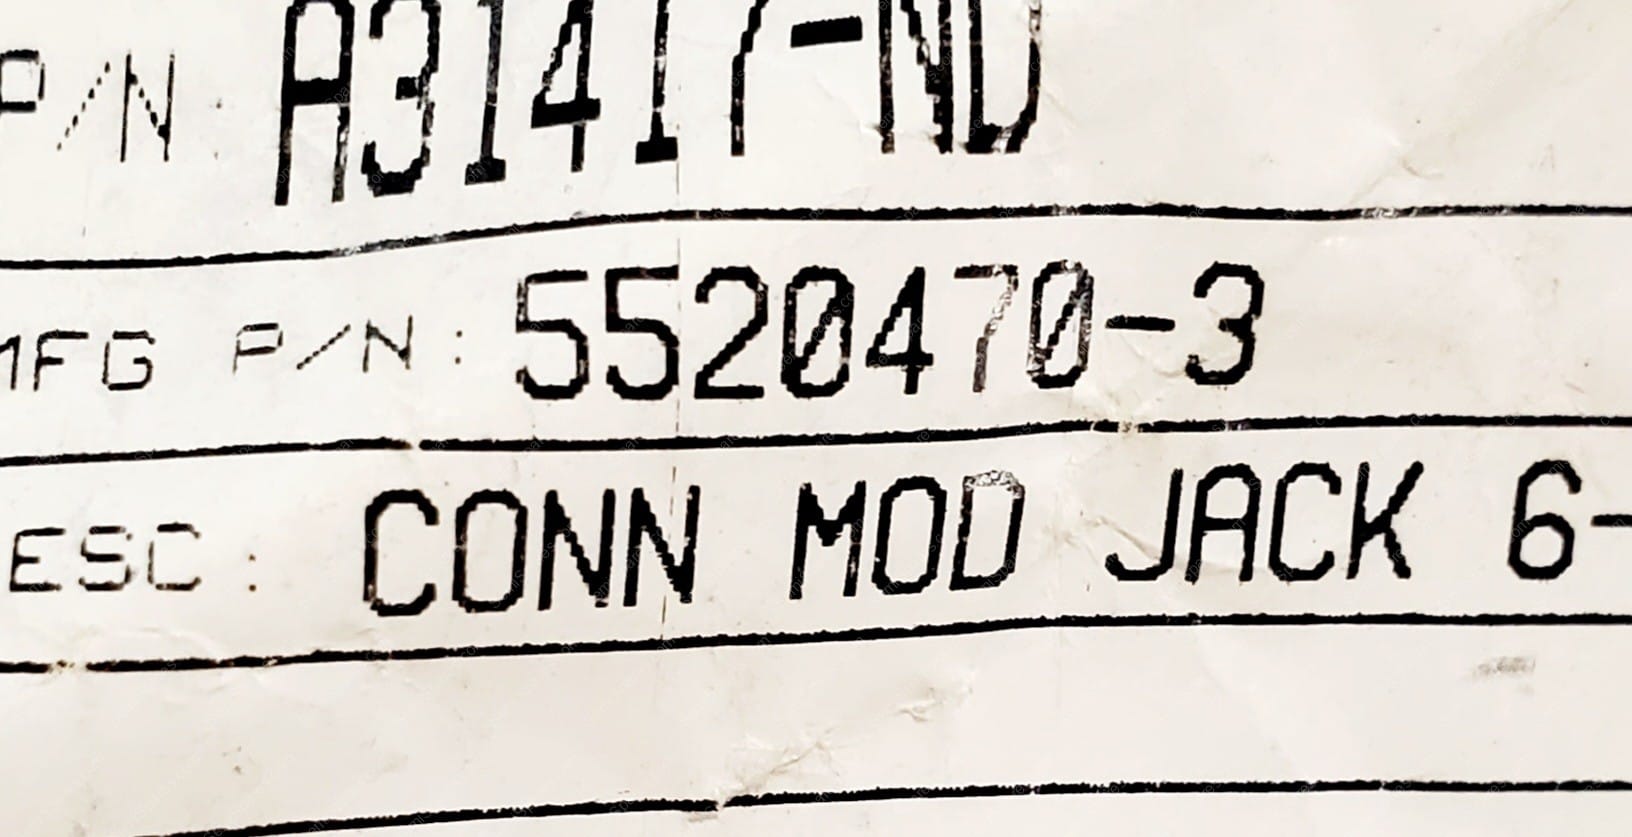 P/N: A31417-ND
MFG P/N: 5520470-3
ESC: CONN MOD JACK 6-